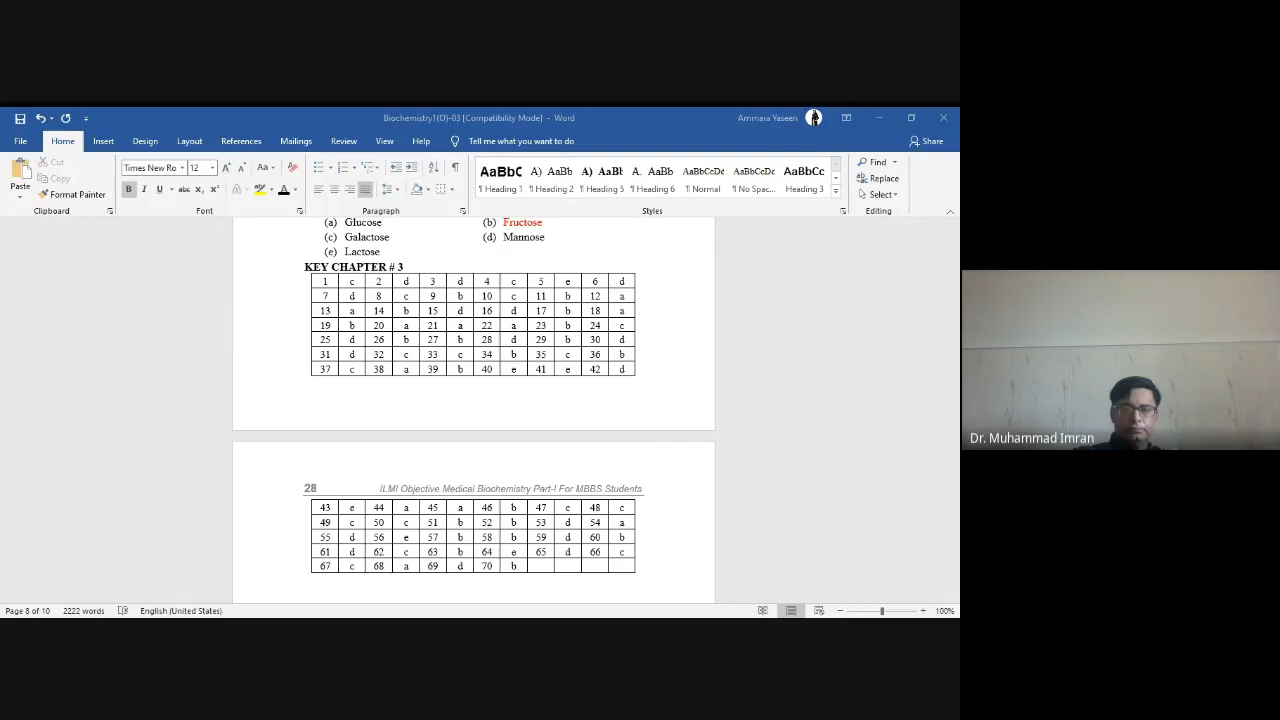 Biochemistry1(O)-03 [Compatibility Mode] - Word
Ammara Yaseen
File Home Insert Design Layout References Mailings Review View Help Tell me what you want to do Share
Paste
Cut
Copy
Format Painter
Clipboard
Times New Ro 12 Aa
B I U abc X₂ X² A
Font
Paragraph
AaBbC A) AaBb A) AaBb A. AaBb AaBbCcDd AaBbCcDd AaBbCc
¶ Heading 1 ¶ Heading 2 ¶ Heading 5 ¶ Heading 6 ¶ Normal ¶ No Spac... Heading 3
Styles
Find
Replace
Select
Editing
(a) Glucose (b) Fructose
(c) Galactose (d) Mannose
(e) Lactose
KEY CHAPTER # 3
1 c 2 d 3 d 4 c 5 e 6 d
7 d 8 c 9 b 10 c 11 b 12 a
13 a 14 b 15 d 16 d 17 b 18 a
19 b 20 a 21 a 22 a 23 b 24 c
25 d 26 b 27 b 28 d 29 b 30 d
31 d 32 c 33 c 34 b 35 c 36 b
37 c 38 a 39 b 40 e 41 e 42 d
28 ILMI Objective Medical Biochemistry Part-I For MBBS Students
43 e 44 a 45 a 46 b 47 c 48 c
49 c 50 c 51 b 52 b 53 d 54 a
55 d 56 e 57 b 58 b 59 d 60 b
61 d 62 c 63 b 64 e 65 d 66 c
67 c 68 a 69 d 70 b
Page 8 of 10 2222 words English (United States) 100%
Dr. Muhammad Imran